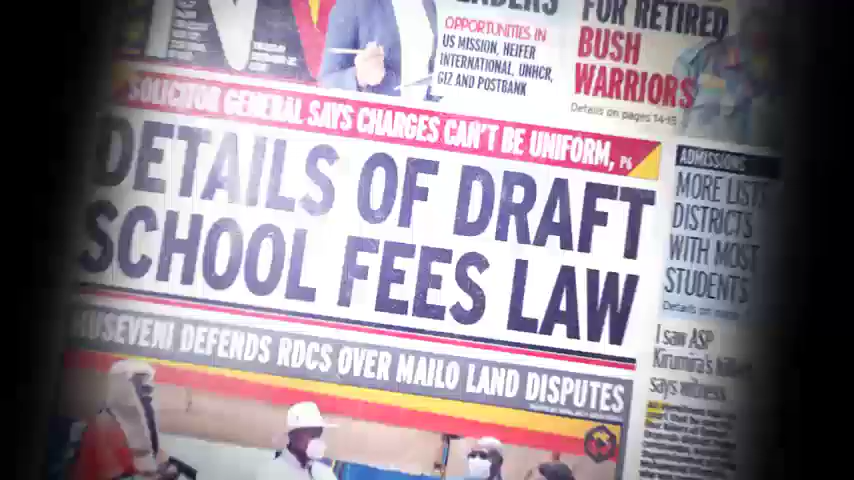 FOR RETIRED
BUSH
WARRIORS
Details on pages 14-15
OPPORTUNITIES IN
US MISSION, HEIFER
INTERNATIONAL, UNHCR,
GIZ AND POSTBANK
SOLICITOR GENERAL SAYS CHARGES CAN'T BE UNIFORM, P6
DETAILS OF DRAFT
SCHOOL FEES LAW
MUSEVENI DEFENDS RDCS OVER MAILO LAND DISPUTES
ADMISSIONS
MORE LISTS
DISTRICTS
WITH MOST
STUDENTS
Details on
I saw ASP
Kirumira's
says witness